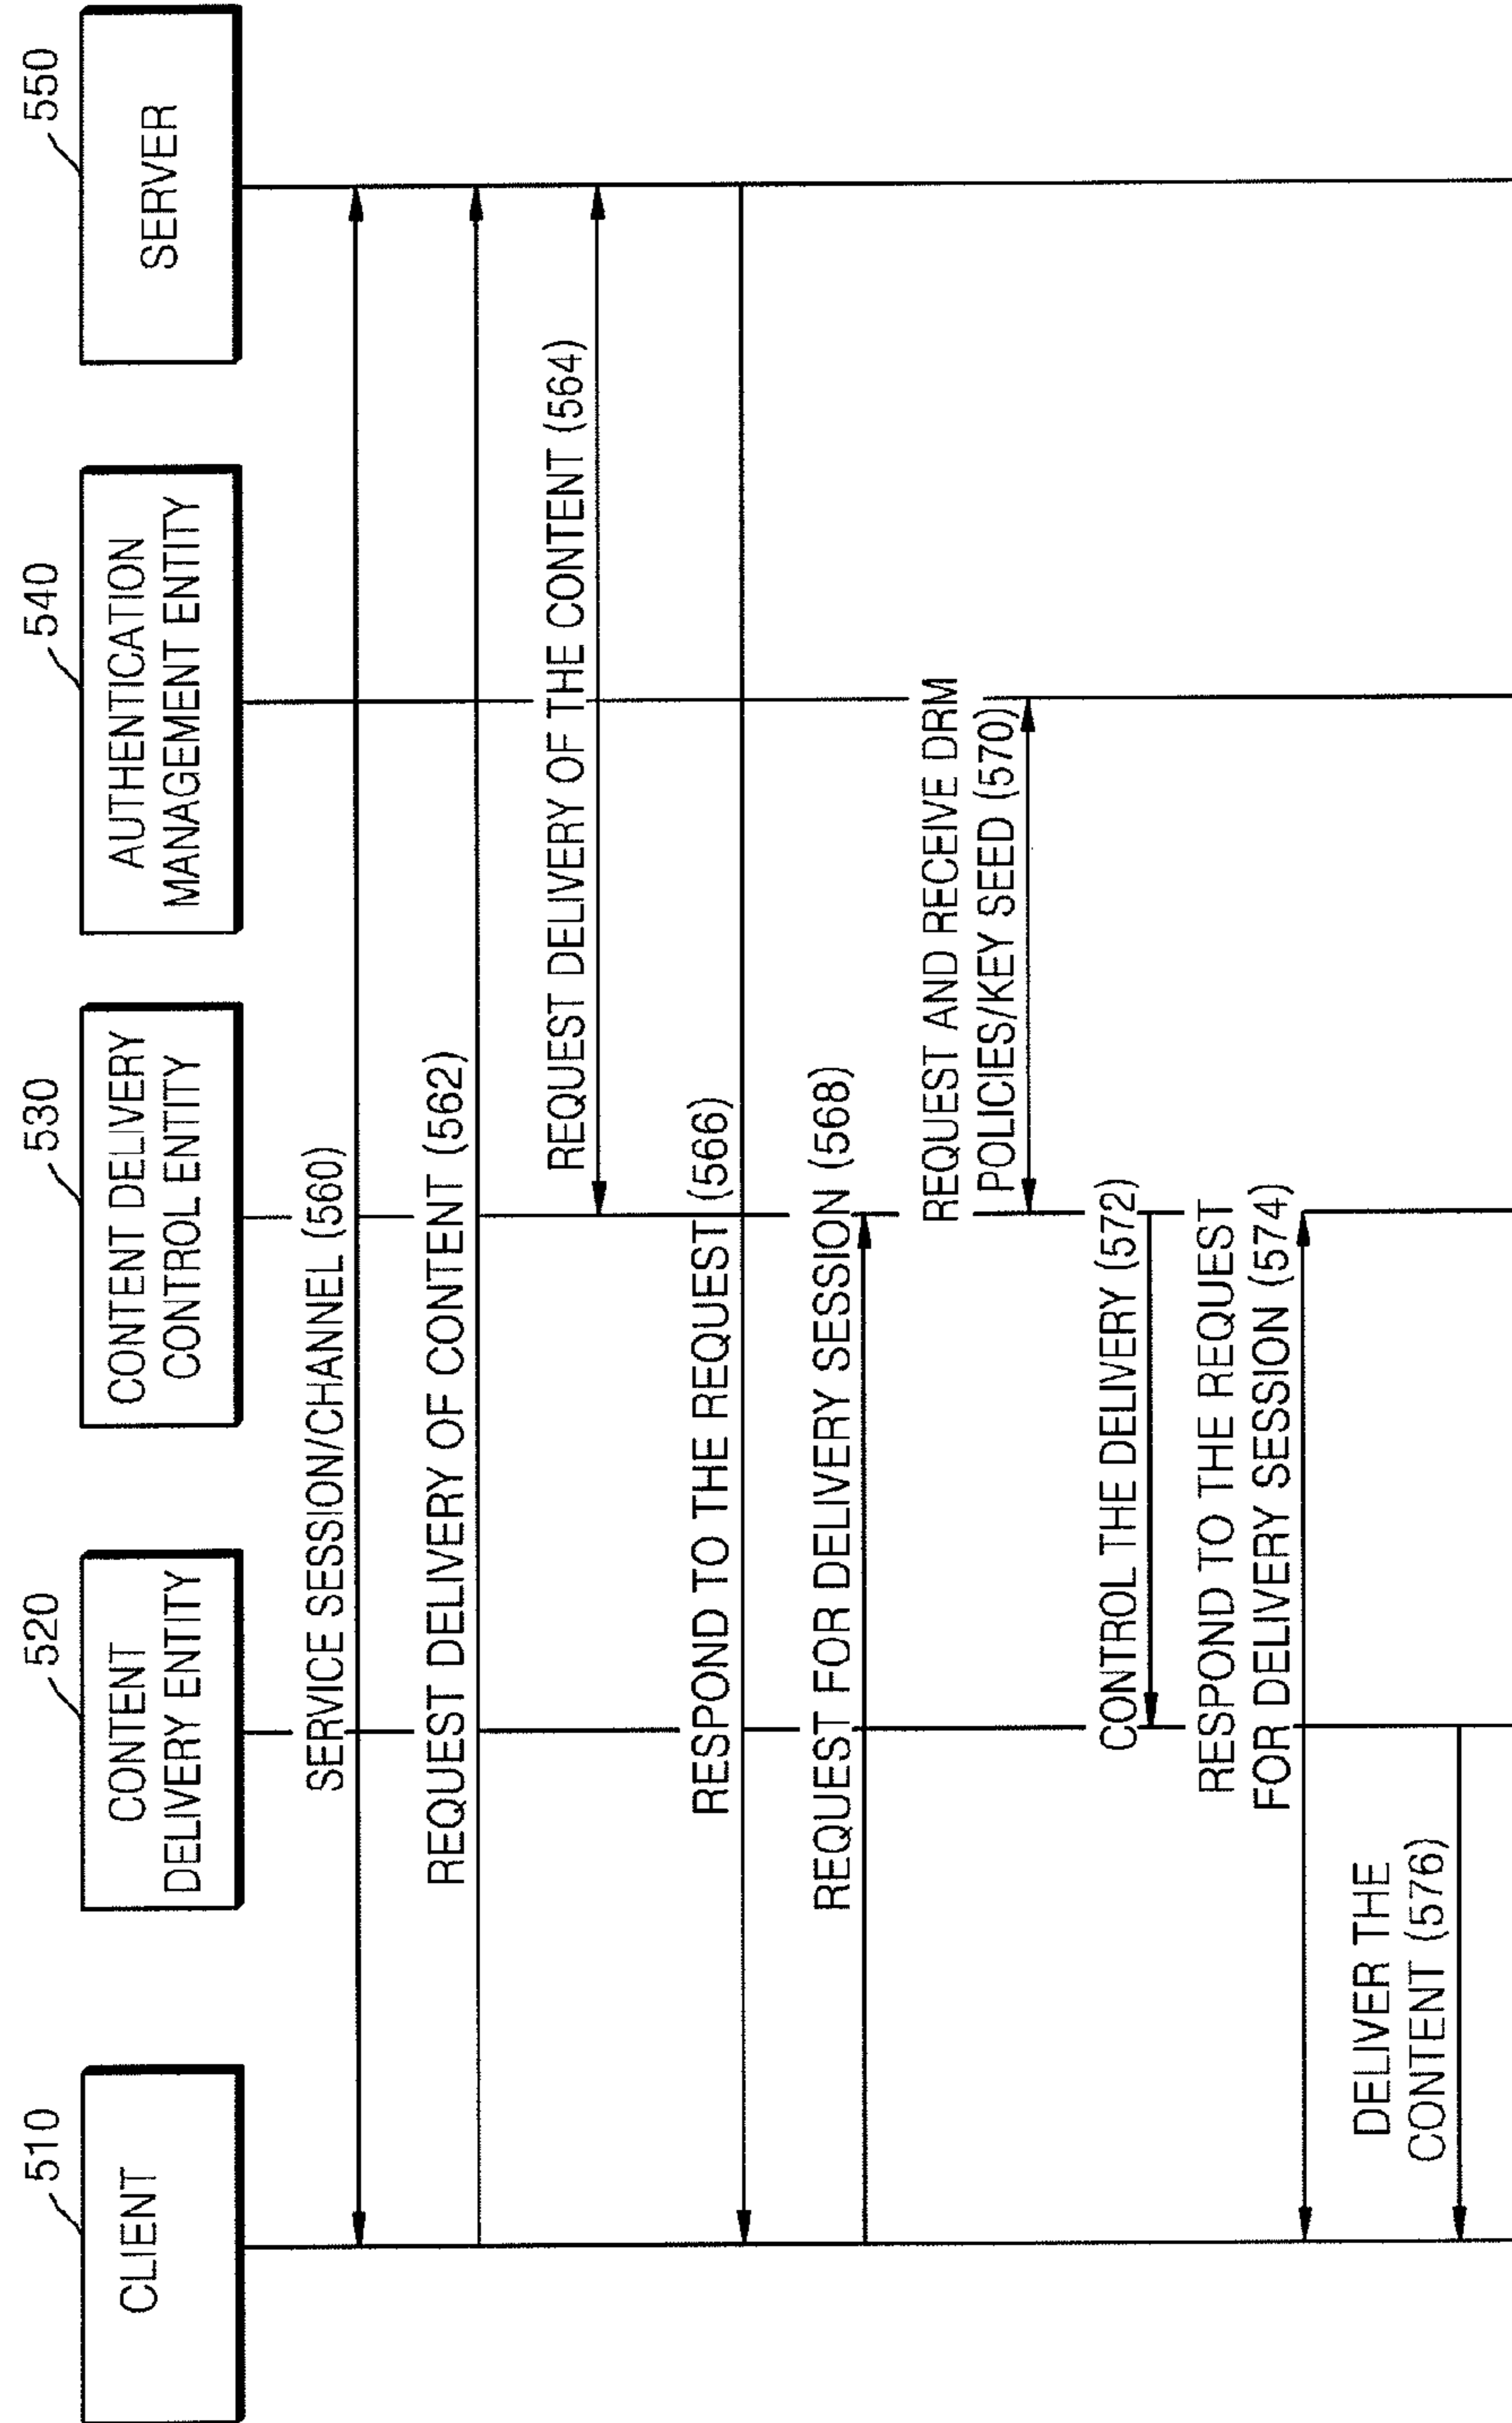 510
CLIENT
520
CONTENT
DELIVERY ENTITY
530
CONTENT DELIVERY
CONTROL ENTITY
540
AUTHENTICATION
MANAGEMENT ENTITY
550
SERVER
SERVICE SESSION/CHANNEL (560)
REQUEST DELIVERY OF CONTENT (562)
REQUEST DELIVERY OF THE CONTENT (564)
RESPOND TO THE REQUEST (566)
REQUEST FOR DELIVERY SESSION (568)
REQUEST AND RECEIVE DRM
POLICIES/KEY SEED (570)
CONTROL THE DELIVERY (572)
RESPOND TO THE REQUEST
FOR DELIVERY SESSION (574)
DELIVER THE
CONTENT (576)